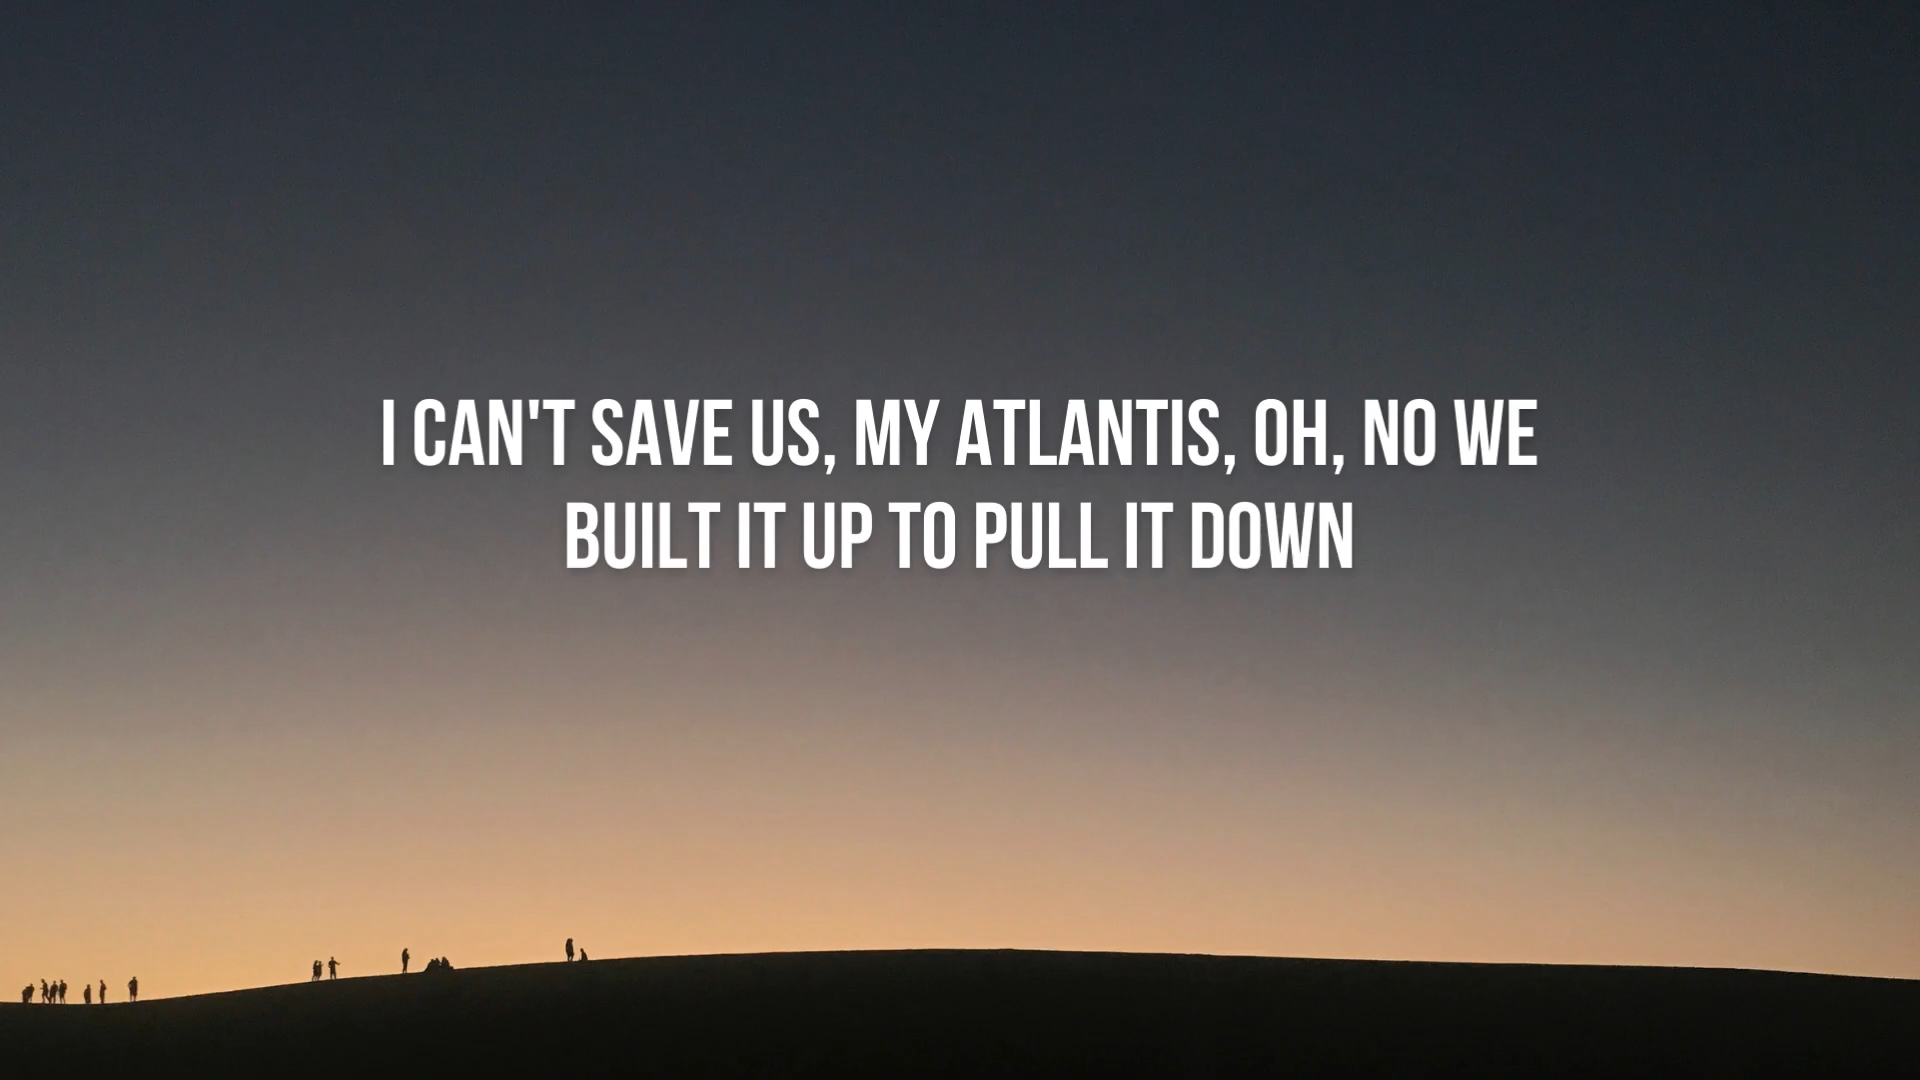 I CAN'T SAVE US, MY ATLANTIS, OH, NO WE
BUILT IT UP TO PULL IT DOWN